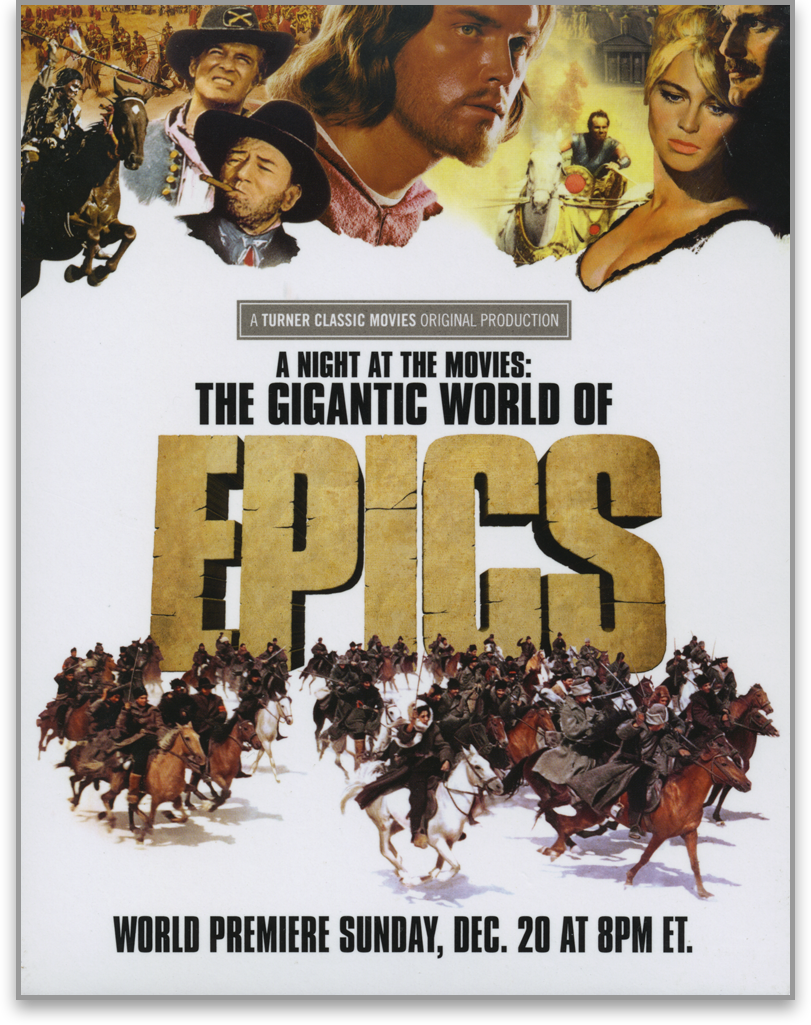 A TURNER CLASSIC MOVIES ORIGINAL PRODUCTION
A NIGHT AT THE MOVIES:
THE GIGANTIC WORLD OF
EPICS
WORLD PREMIERE SUNDAY, DEC. 20 AT 8PM ET.